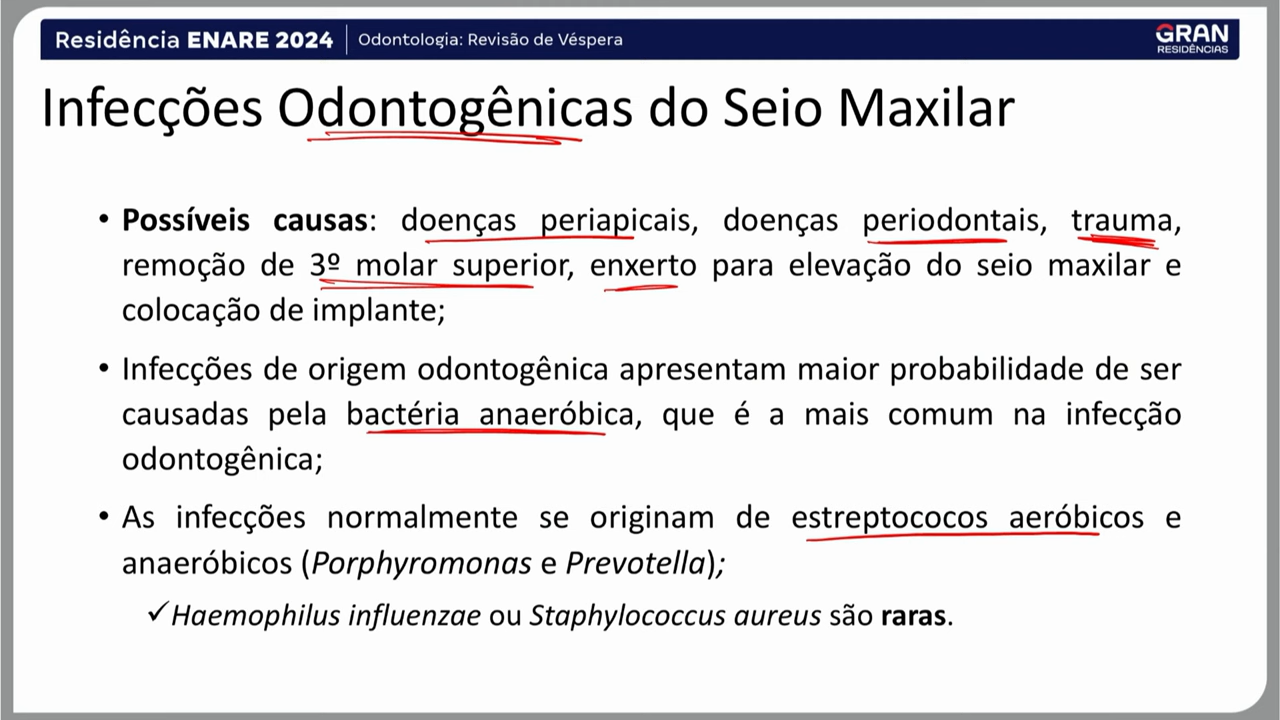 Residência ENARE 2024 | Odontologia: Revisão de Véspera
GRAN
RESIDÊNCIAS
Infecções Odontogênicas do Seio Maxilar
• Possíveis causas: doenças periapicais, doenças periodontais, trauma,
remoção de 3º molar superior, enxerto para elevação do seio maxilar e
colocação de implante;
• Infecções de origem odontogênica apresentam maior probabilidade de ser
causadas pela bactéria anaeróbica, que é a mais comum na infecção
odontogênica;
• As infecções normalmente se originam de estreptococos aeróbicos e
anaeróbicos (Porphyromonas e Prevotella);
✓Haemophilus influenzae ou Staphylococcus aureus são raras.